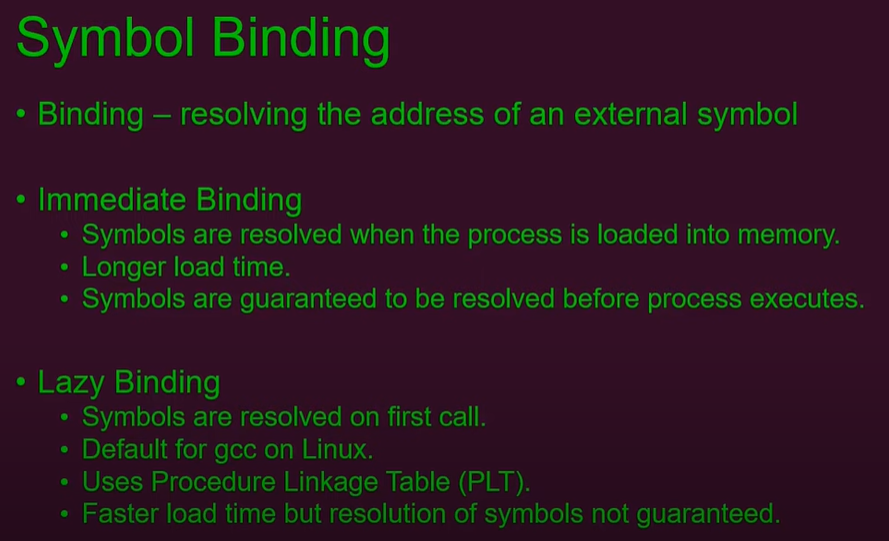 Symbol Binding
• Binding – resolving the address of an external symbol
• Immediate Binding
• Symbols are resolved when the process is loaded into memory.
• Longer load time.
• Symbols are guaranteed to be resolved before process executes.
• Lazy Binding
• Symbols are resolved on first call.
• Default for gcc on Linux.
• Uses Procedure Linkage Table (PLT).
• Faster load time but resolution of symbols not guaranteed.